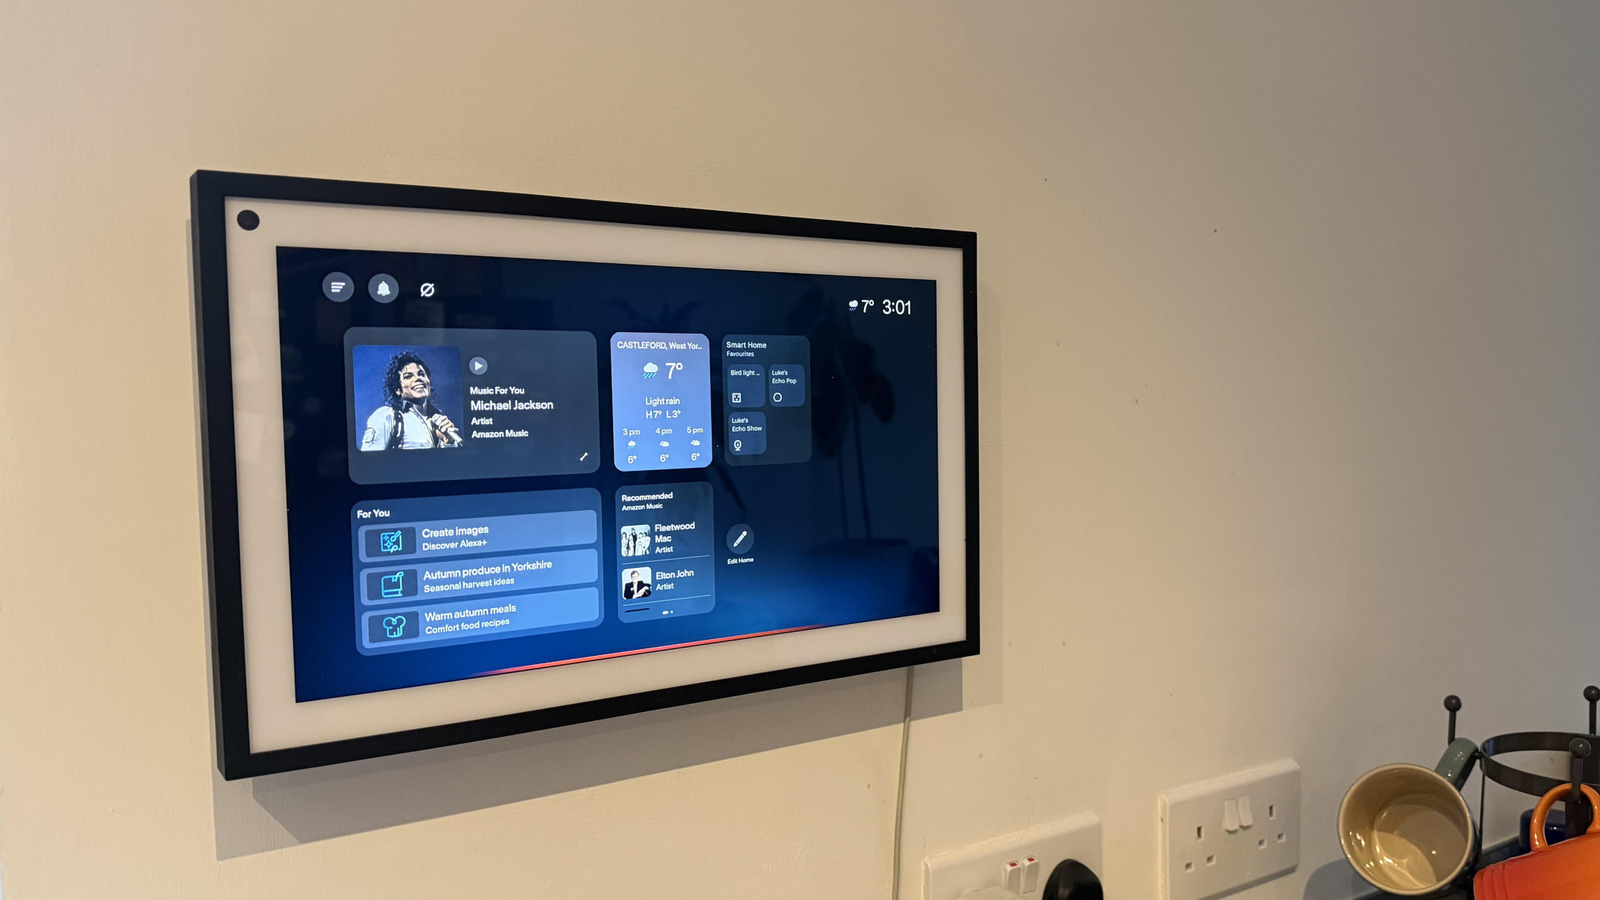 7° 3:01
Music For You
Michael Jackson
Artist
Amazon Music
CASTLEFORD, West Yor...
7°
Light rain
H 7° L 3°
3 pm 4 pm 5 pm
6° 6° 6°
Smart Home
Favourites
Bird light ...
Luke's
Echo Pop
Luke's
Echo Show
For You
Create images
Discover Alexa+
Autumn produce in Yorkshire
Seasonal harvest ideas
Warm autumn meals
Comfort food recipes
Recommended
Amazon Music
Fleetwood
Mac
Artist
Elton John
Artist
Edit Home